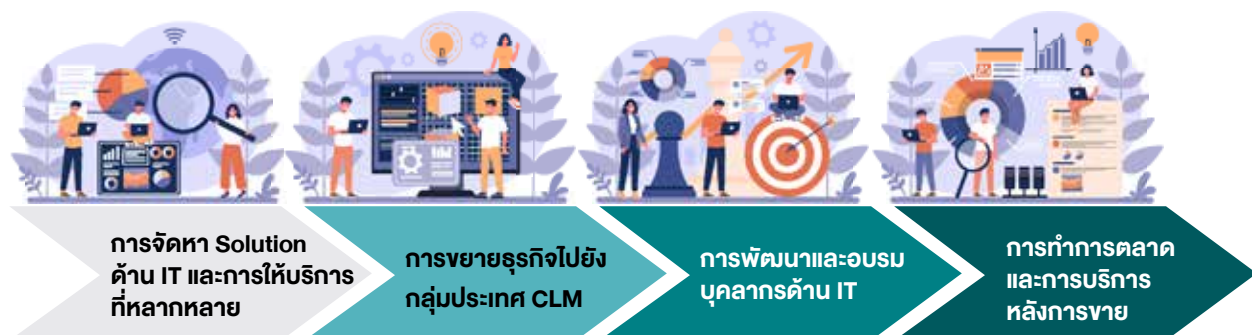 การจัดหา Solution
ด้าน IT และการให้บริการ
ที่หลากหลาย
การขยายธุรกิจไปยัง
กลุ่มประเทศ CLM
การพัฒนาและอบรม
บุคลากรด้าน IT
การทำการตลาด
และการบริการ
หลังการขาย